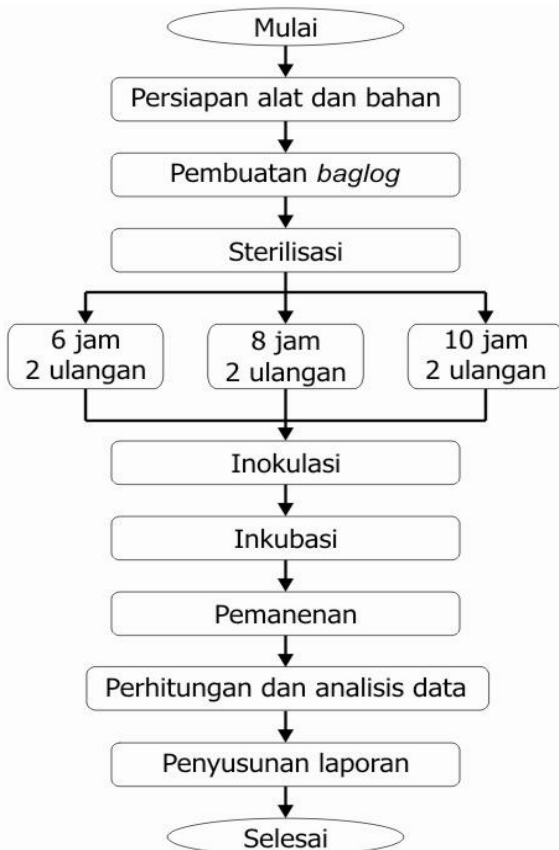 Mulai
Persiapan alat dan bahan
Pembuatan baglog
Sterilisasi
6 jam
2 ulangan
8 jam
2 ulangan
10 jam
2 ulangan
Inokulasi
Inkubasi
Pemanenan
Perhitungan dan analisis data
Penyusunan laporan
Selesai